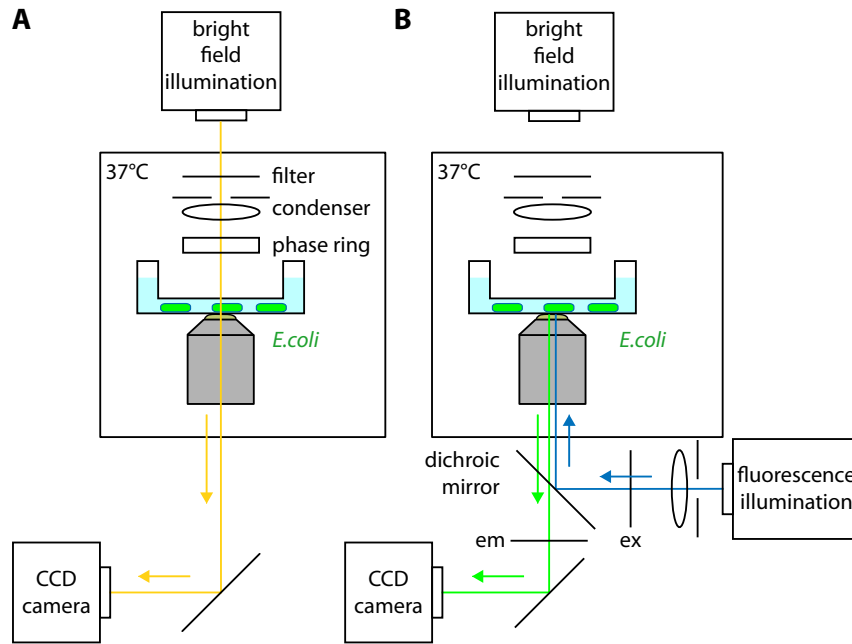 A
bright
field
illumination
37°C
filter
condenser
phase ring
E.coli
CCD
camera
B
bright
field
illumination
37°C
E.coli
dichroic
mirror
fluorescence
illumination
em
ex
CCD
camera